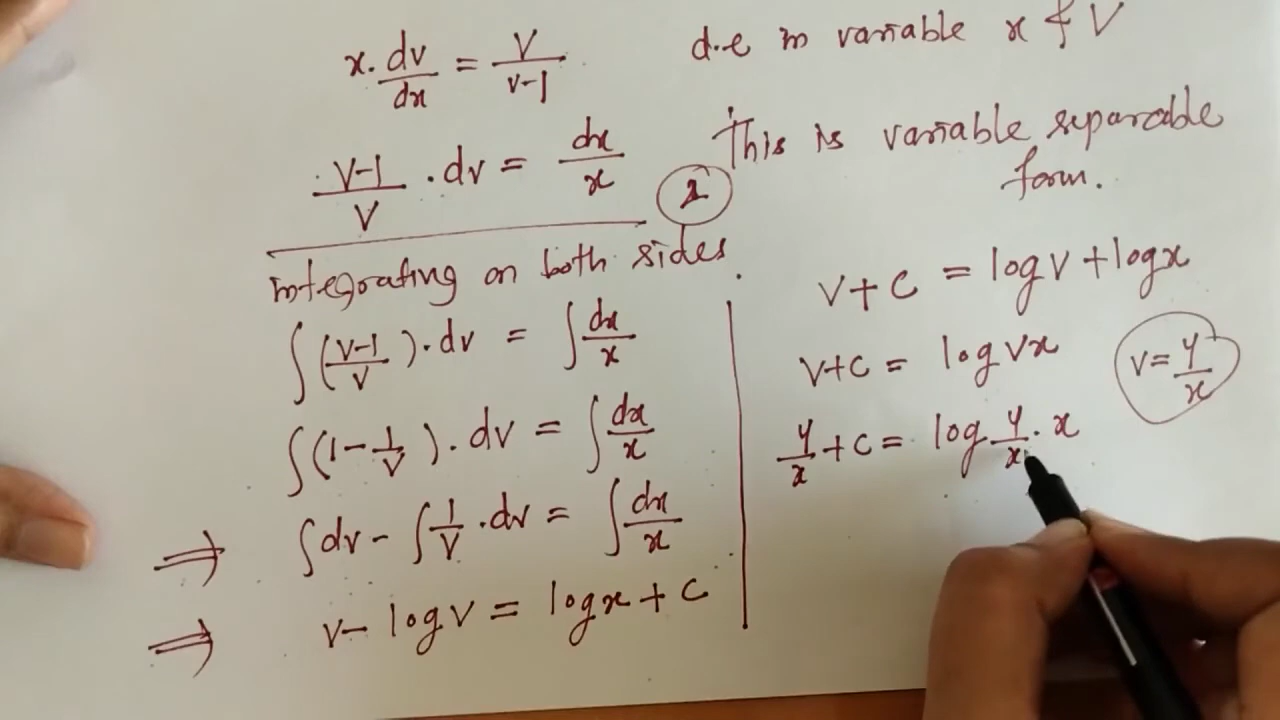 x. dv/dx = V/v-1
d.e in variable x & V
v-1/V . dv = dx/x
1
This is variable separable
form.
integrating on both sides.
∫(v-1/v). dv = ∫dx/x
∫(1-1/v). dv = ∫dx/x
⇒ ∫dv - ∫1/v .dv = ∫dx/x
⇒ v- log v = log x + c
V+C = log V + log x
V+C = log Vx
V= y/x
y/x +C = log y/x . x